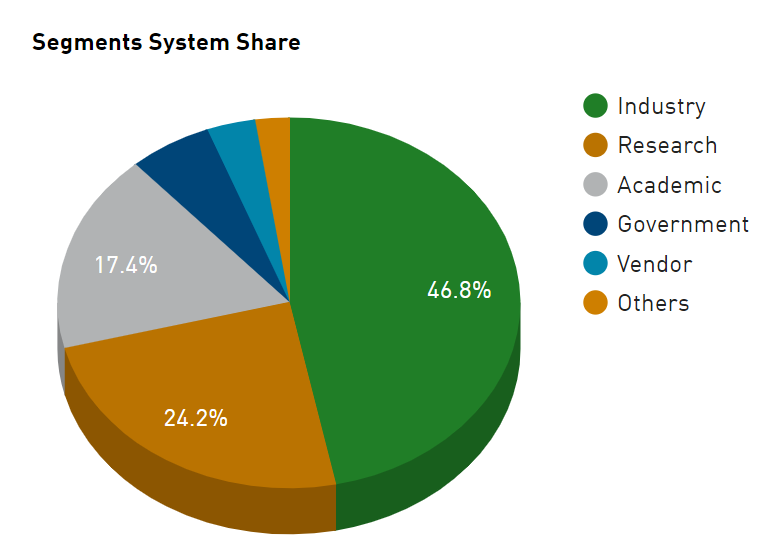 Segments System Share
Industry
Research
Academic
Government
Vendor
Others
17.4%
46.8%
24.2%